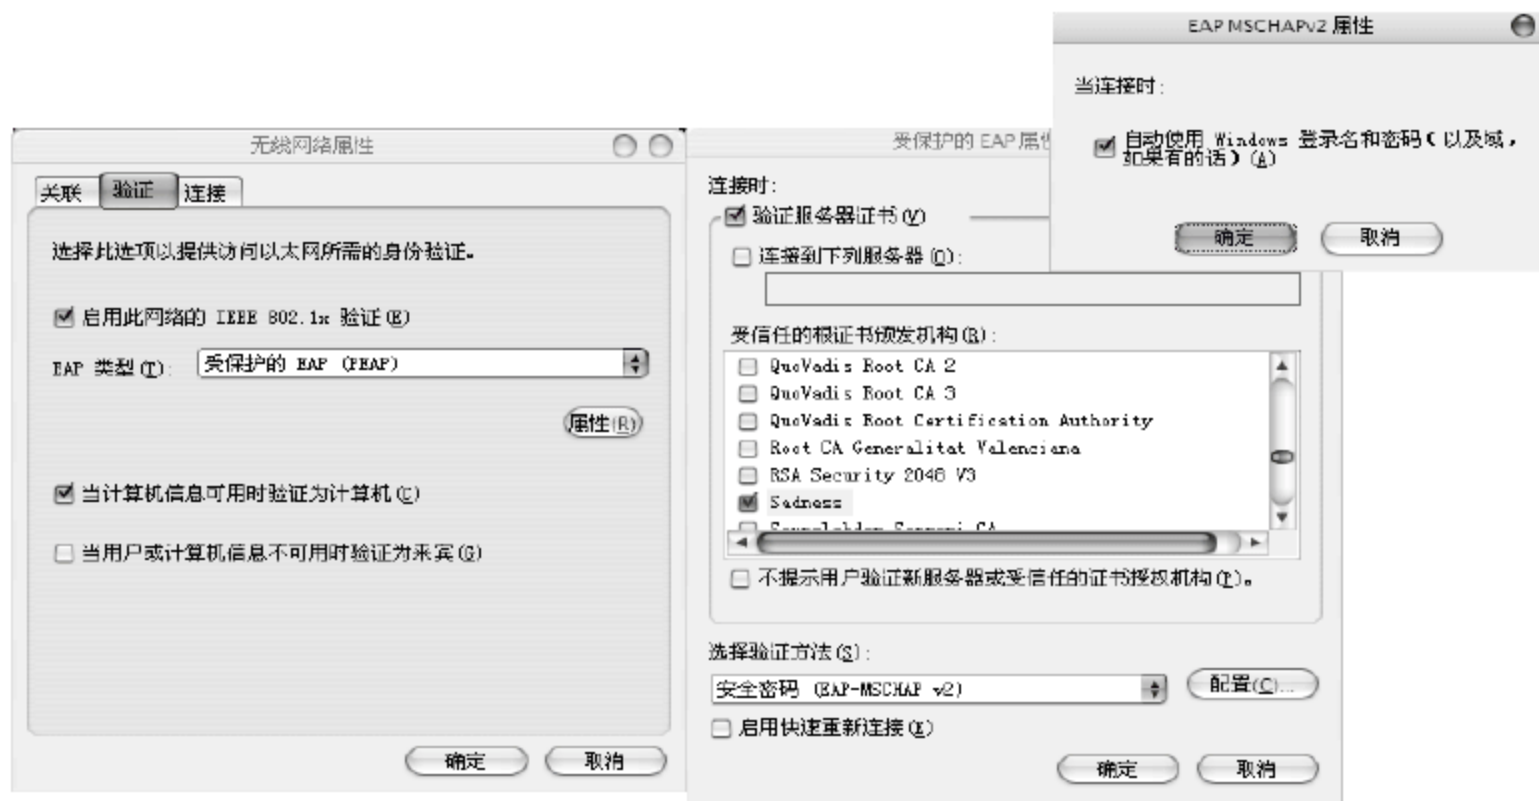 EAP MSCHAPv2 属性
当连接时:
自动使用 Windows 登录名和密码(以及域,
如果有的话)(A)
确定
取消
无线网络属性
关联
验证
连接
选择此选项以提供访问以太网所需的身份验证。
启用此网络的 IEEE 802.1x 验证(E)
EAP 类型(T):
受保护的 EAP (PEAP)
属性(R)
当计算机信息可用时验证为计算机(C)
当用户或计算机信息不可用时验证为来宾(G)
确定
取消
受保护的 EAP 属
连接时:
验证服务器证书(V)
连接到下列服务器(O):
受信任的根证书颁发机构(R):
QuoVadis Root CA 2
QuoVadis Root CA 3
QuoVadis Root Certification Authority
Root CA Generalitat Valenciana
RSA Security 2048 V3
Sadness
不提示用户验证新服务器或受信任的证书授权机构(P)。
选择验证方法(S):
安全密码 (EAP-MSCHAP v2)
配置(C)...
启用快速重新连接(F)
确定
取消